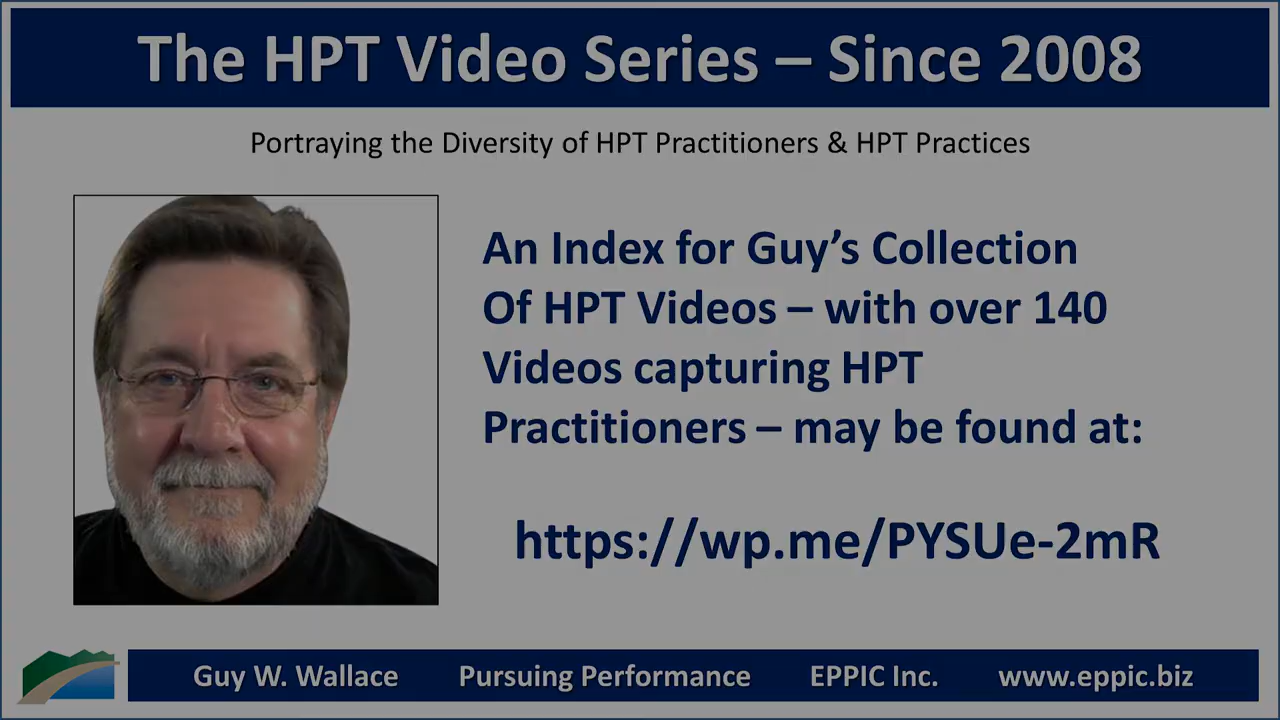 The HPT Video Series – Since 2008
Portraying the Diversity of HPT Practitioners & HPT Practices
An Index for Guy’s Collection
Of HPT Videos – with over 140
Videos capturing HPT
Practitioners – may be found at:
https://wp.me/PYSUe-2mR
Guy W. Wallace Pursuing Performance EPPIC Inc. www.eppic.biz